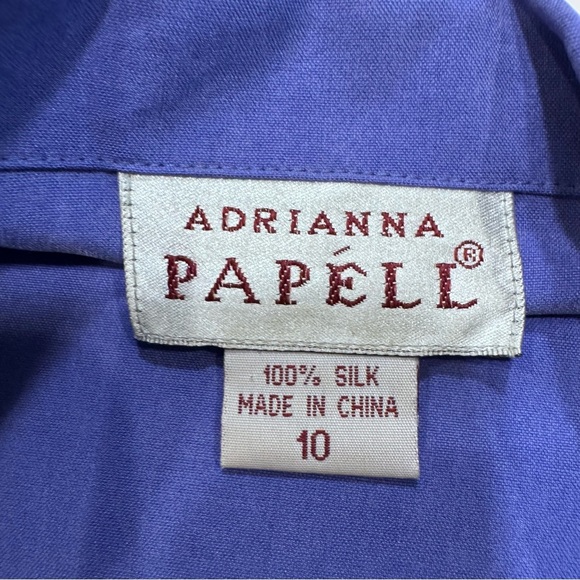 ADRIANNA
PAPÉLL®
100% SILK
MADE IN CHINA
10